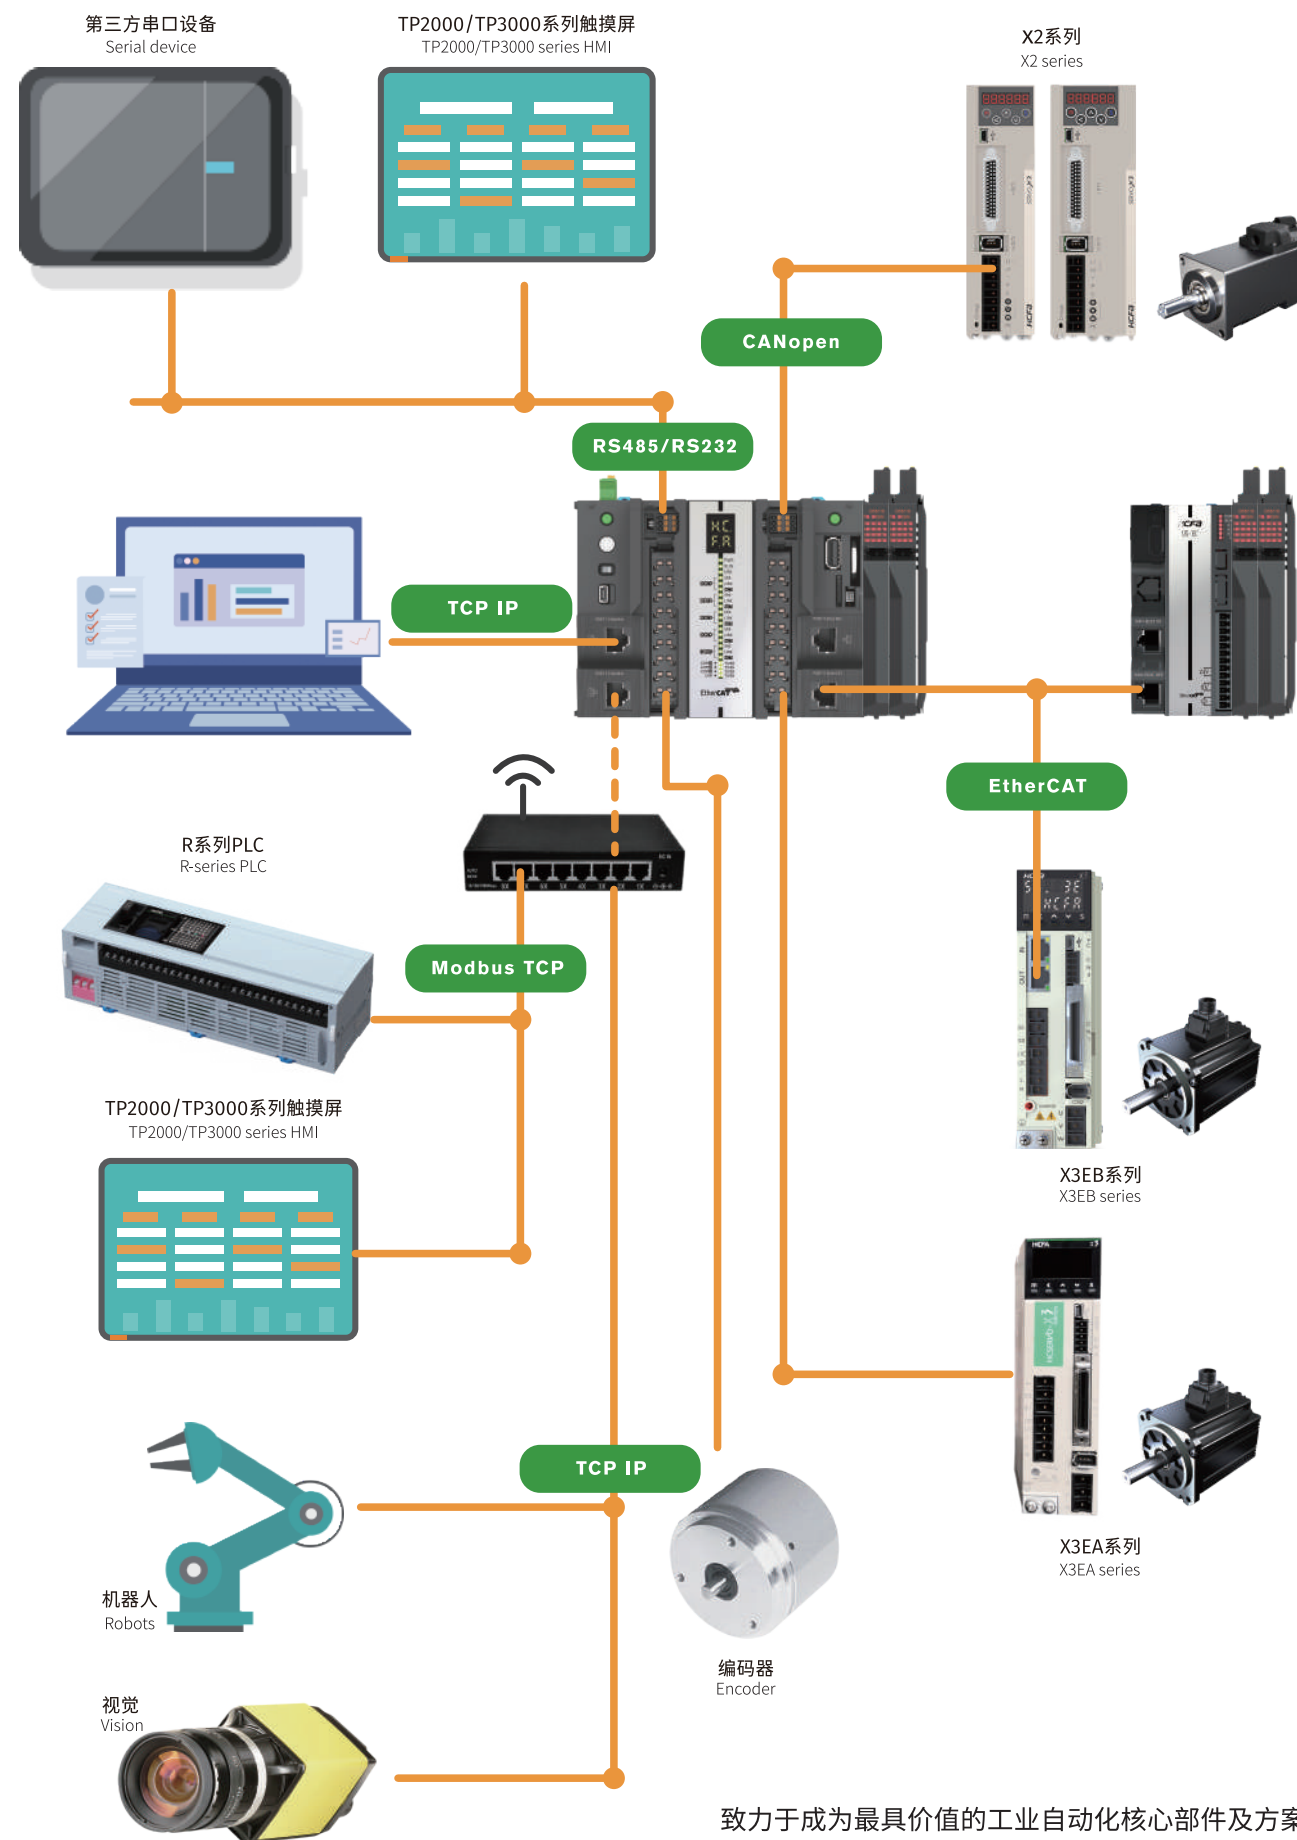 第三方串口设备
Serial device
TP2000/TP3000系列触摸屏
TP2000/TP3000 series HMI
X2系列
X2 series
CANopen
RS485/RS232
TCP IP
EtherCAT
EtherCAT
R系列PLC
R-series PLC
Modbus TCP
TP2000/TP3000系列触摸屏
TP2000/TP3000 series HMI
X3EB系列
X3EB series
HCFA
TCP IP
X3EA系列
X3EA series
机器人
Robots
编码器
Encoder
视觉
Vision
致力于成为最具价值的工业自动化核心部件及方案